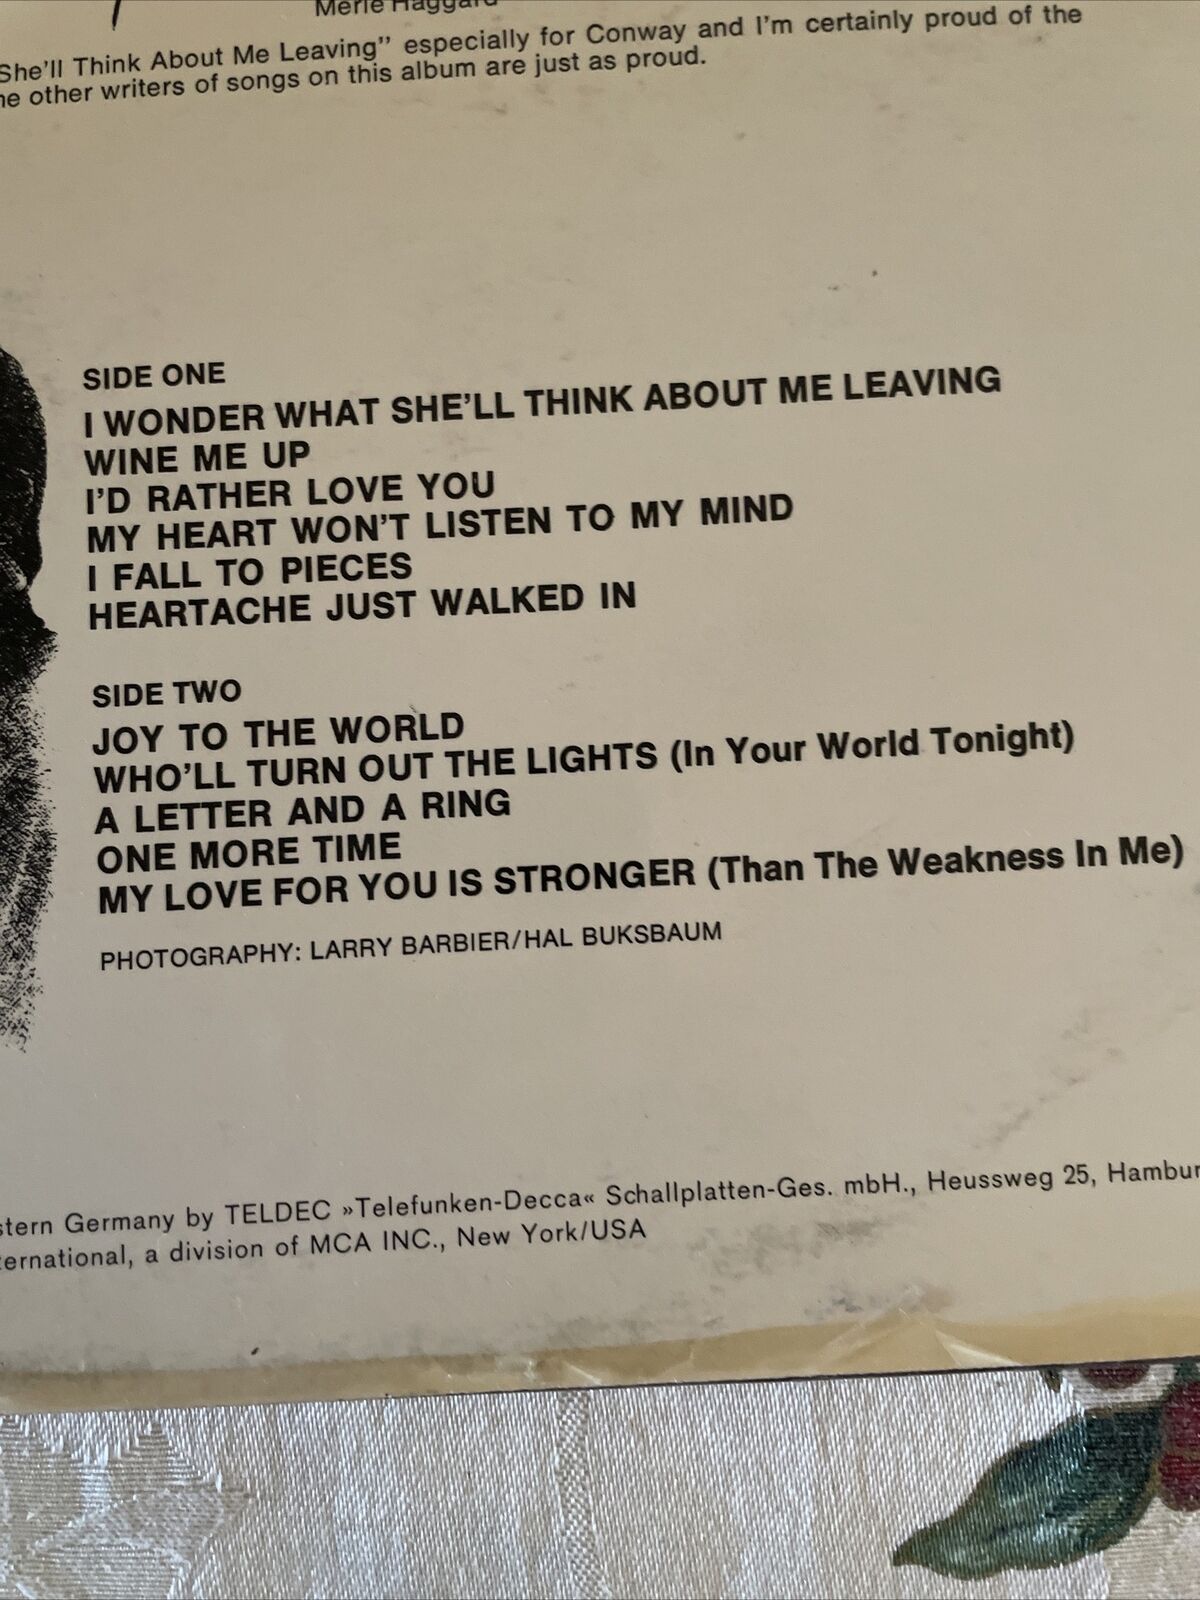 Merle Haggard
She'll Think About Me Leaving" especially for Conway and I'm certainly proud of the
other writers of songs on this album are just as proud.
SIDE ONE
I WONDER WHAT SHE'LL THINK ABOUT ME LEAVING
WINE ME UP
I'D RATHER LOVE YOU
MY HEART WON'T LISTEN TO MY MIND
I FALL TO PIECES
HEARTACHE JUST WALKED IN
SIDE TWO
JOY TO THE WORLD
WHO'LL TURN OUT THE LIGHTS (In Your World Tonight)
A LETTER AND A RING
ONE MORE TIME
MY LOVE FOR YOU IS STRONGER (Than The Weakness In Me)
PHOTOGRAPHY: LARRY BARBIER/HAL BUKSBAUM
stern Germany by TELDEC »Telefunken-Decca« Schallplatten-Ges. mbH., Heussweg 25, Hambur
ernational, a division of MCA INC., New York/USA